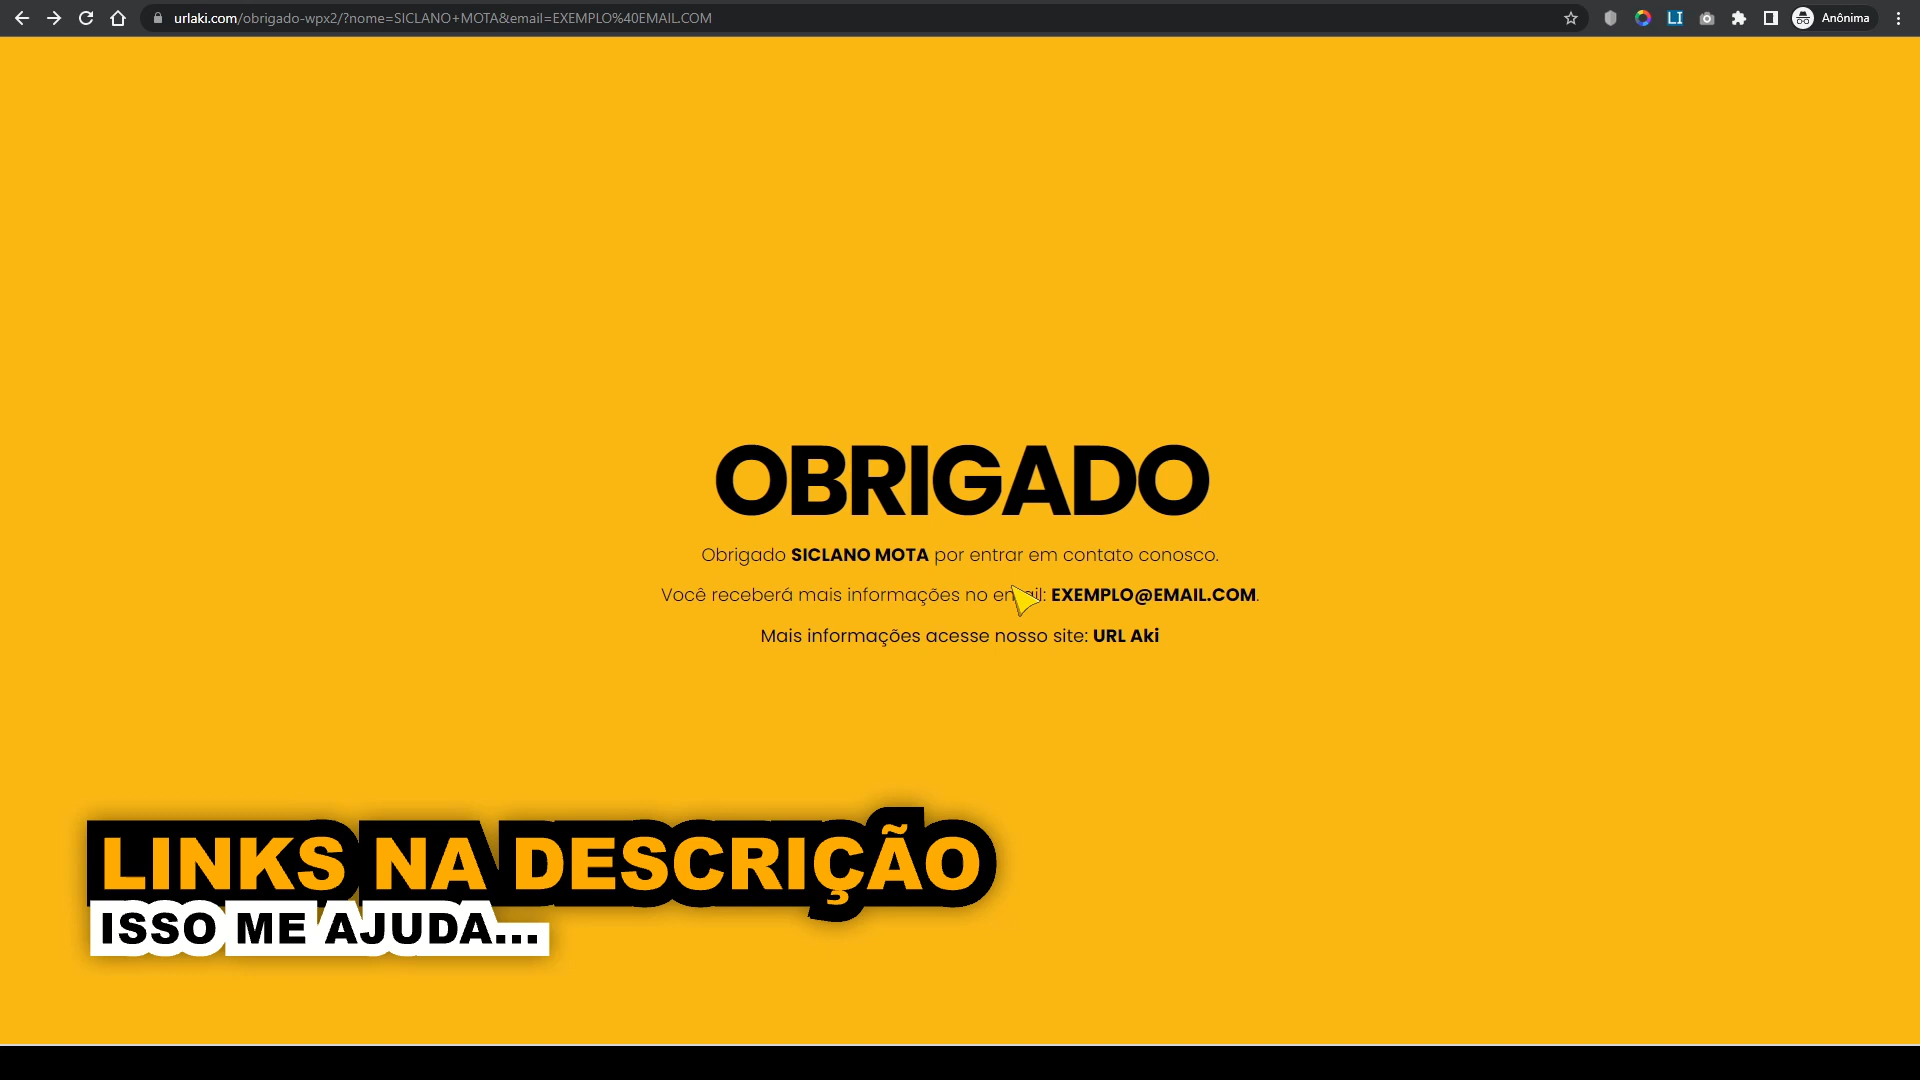 urlaki.com/obrigado-wpx2/?nome=SICLANO+MOTA&email=EXEMPLO%40EMAIL.COM
LI
Anônima
OBRIGADO
Obrigado SICLANO MOTA por entrar em contato conosco.
Você receberá mais informações no email: EXEMPLO@EMAIL.COM.
Mais informações acesse nosso site: URL Aki
LINKS NA DESCRIÇÃO
ISSO ME AJUDA...